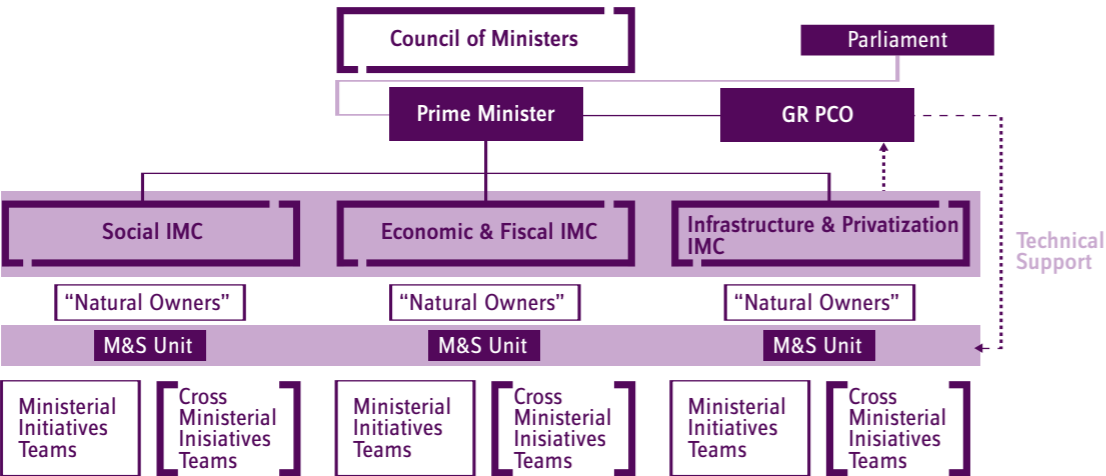 Council of Ministers
Parliament
Prime Minister
GR PCO
Social IMC
Economic & Fiscal IMC
Infrastructure & Privatization
IMC
Technical
Support
“Natural Owners”
“Natural Owners”
“Natural Owners”
M&S Unit
M&S Unit
M&S Unit
Ministerial
Initiatives
Teams
Cross
Ministerial
Inisiatives
Teams
Ministerial
Initiatives
Teams
Cross
Ministerial
Inisiatives
Teams
Ministerial
Initiatives
Teams
Cross
Ministerial
Inisiatives
Teams